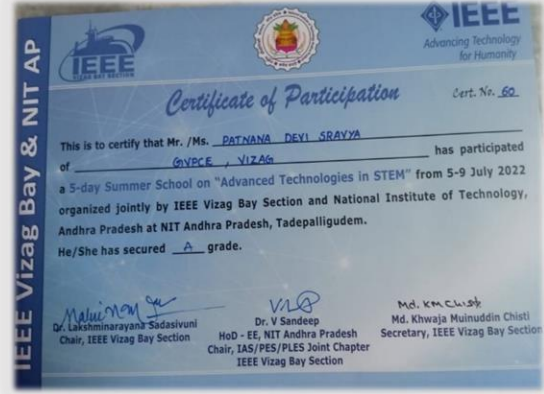 IEEE
VIZAG BAY SECTION
IEEE
Advancing Technology
for Humanity
IEEE Vizag Bay & NIT AP
Certificate of Participation
Cert. No. 60
This is to certify that Mr. /Ms. PATNANA DEVI SRAVYA
of GVPCE , VIZAG has participated
a 5-day Summer School on "Advanced Technologies in STEM" from 5-9 July 2022
organized jointly by IEEE Vizag Bay Section and National Institute of Technology,
Andhra Pradesh at NIT Andhra Pradesh, Tadepalligudem.
He/She has secured A grade.
Md. KM Chisti
Dr. Lakshminarayana Sadasivuni
Chair, IEEE Vizag Bay Section
Dr. V Sandeep
HoD - EE, NIT Andhra Pradesh
Chair, IAS/PES/PLES Joint Chapter
IEEE Vizag Bay Section
Md. Khwaja Muinuddin Chisti
Secretary, IEEE Vizag Bay Section